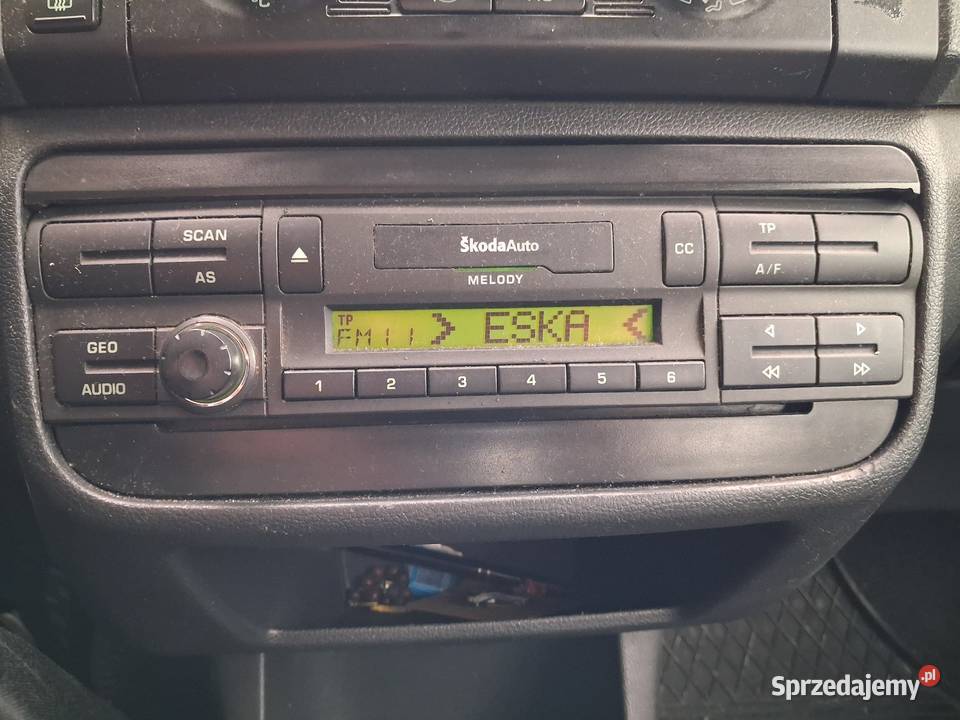 °C
SCAN
AS
ŠkodaAuto
MELODY
CC
TP
A/F
TP
FM11 > ESKA <
GEO
AUDIO
1 2 3 4 5 6
Sprzedajemy.pl